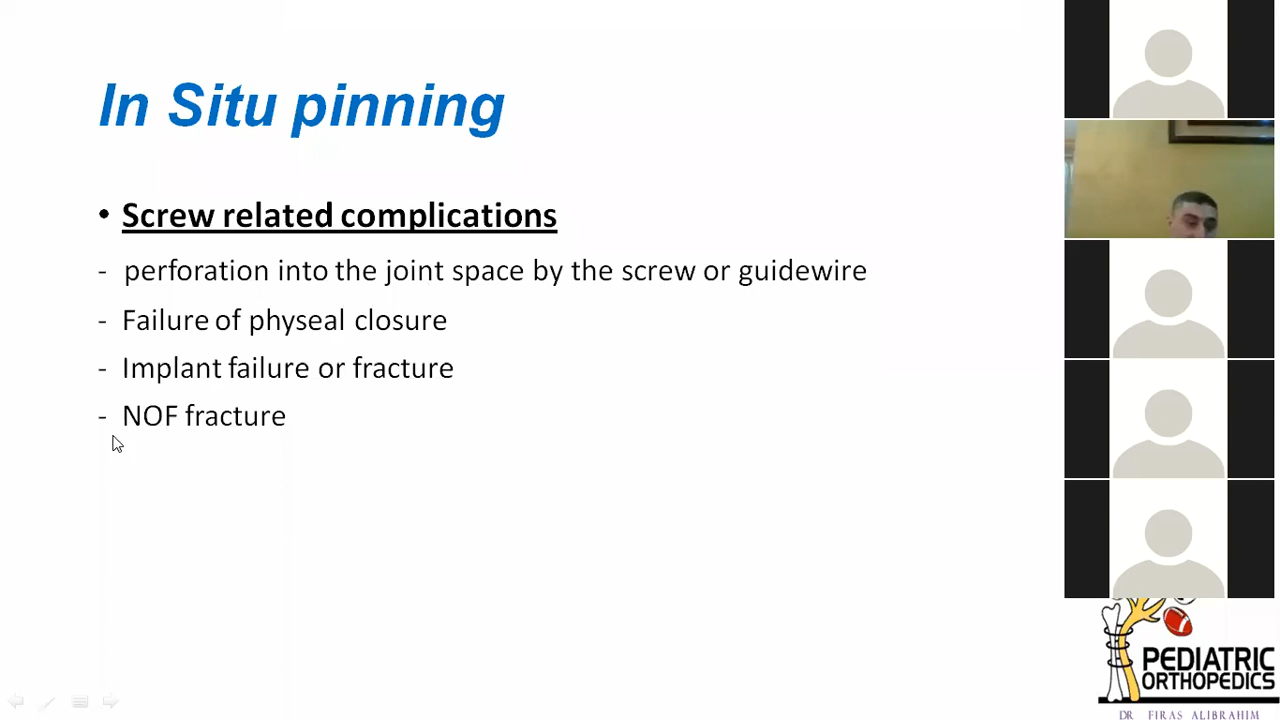 In Situ pinning
• Screw related complications
- perforation into the joint space by the screw or guidewire
- Failure of physeal closure
- Implant failure or fracture
- NOF fracture
PEDIATRIC
ORTHOPEDICS
DR FIRAS ALIBRAHIM